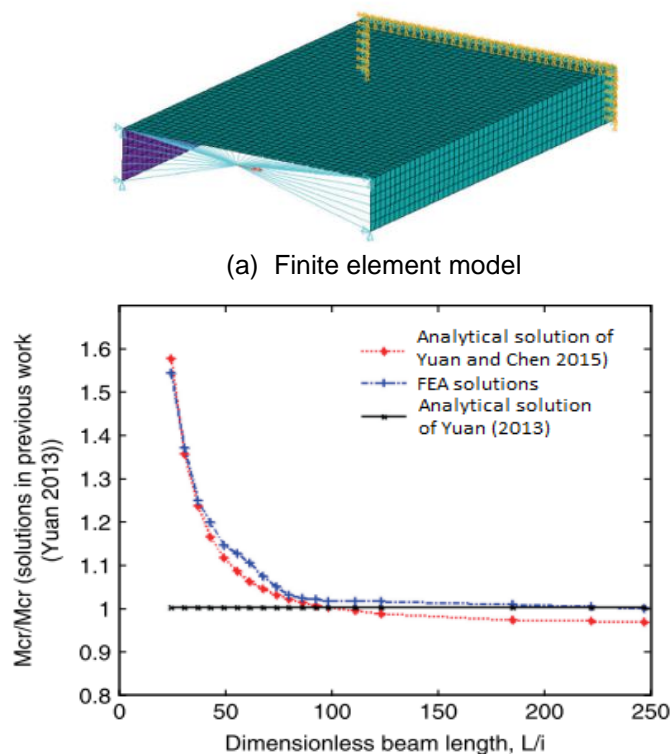 (a) Finite element model
Mcr/Mcr (solutions in previous work
(Yuan 2013))
1.6
1.5
1.4
1.3
1.2
1.1
1
0.9
0.8
Analytical solution of
Yuan and Chen 2015)
FEA solutions
Analytical solution
of Yuan (2013)
0 50 100 150 200 250
Dimensionless beam length, L/i